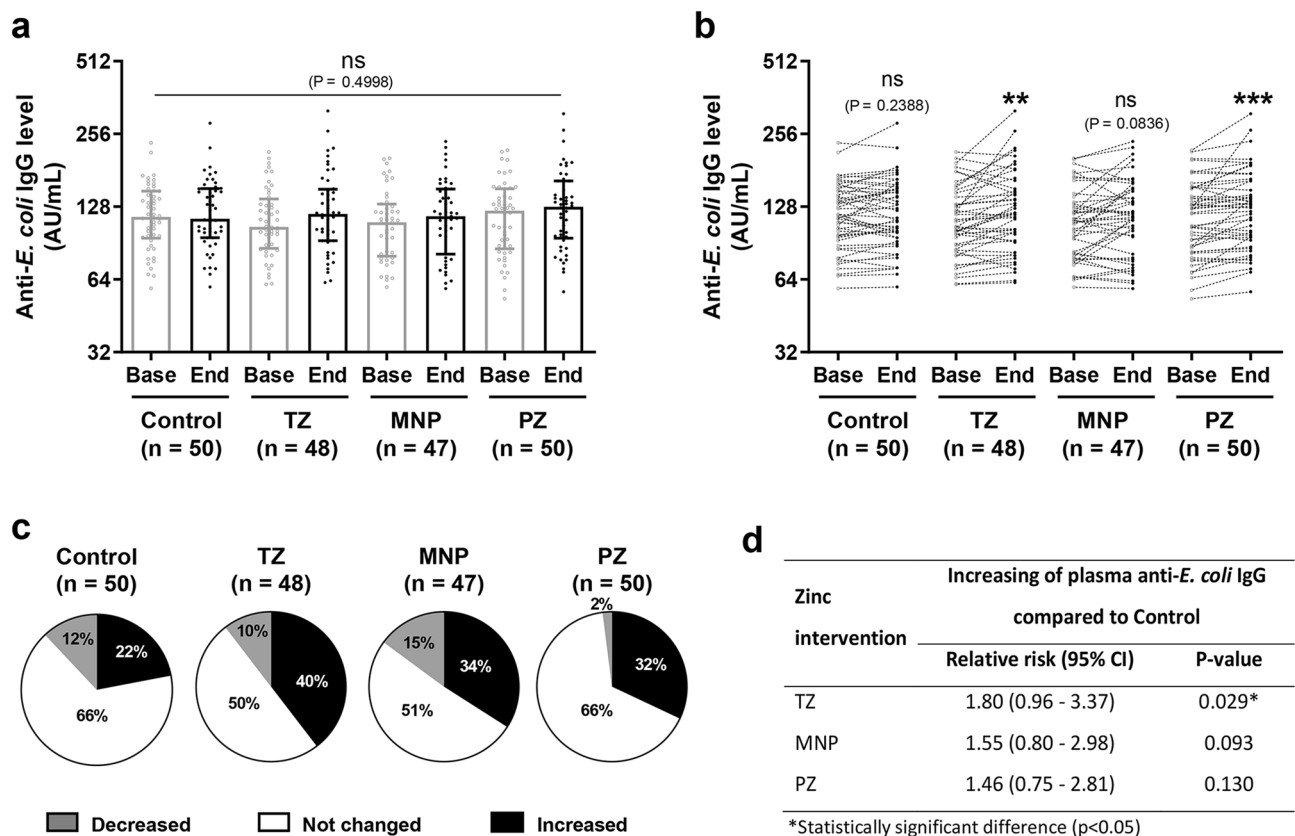 a
Anti-E. coli IgG level
(AU/mL)
512
256
128
64
32
ns
(P = 0.4998)
Base End Base End Base End Base End
Control TZ MNP PZ
(n = 50) (n = 48) (n = 47) (n = 50)
b
Anti-E. coli IgG level
(AU/mL)
512
256
128
64
32
ns
(P = 0.2388)
**
ns
(P = 0.0836)
***
Base End Base End Base End Base End
Control TZ MNP PZ
(n = 50) (n = 48) (n = 47) (n = 50)
c
Control TZ MNP PZ
(n = 50) (n = 48) (n = 47) (n = 50)
12% 22% 66%
10% 40% 50%
15% 34% 51%
2% 32% 66%
Decreased Not changed Increased
d
Zinc
intervention
Increasing of plasma anti-E. coli IgG
compared to Control
Relative risk (95% CI) P-value
TZ 1.80 (0.96 - 3.37) 0.029*
MNP 1.55 (0.80 - 2.98) 0.093
PZ 1.46 (0.75 - 2.81) 0.130
*Statistically significant difference (p<0.05)